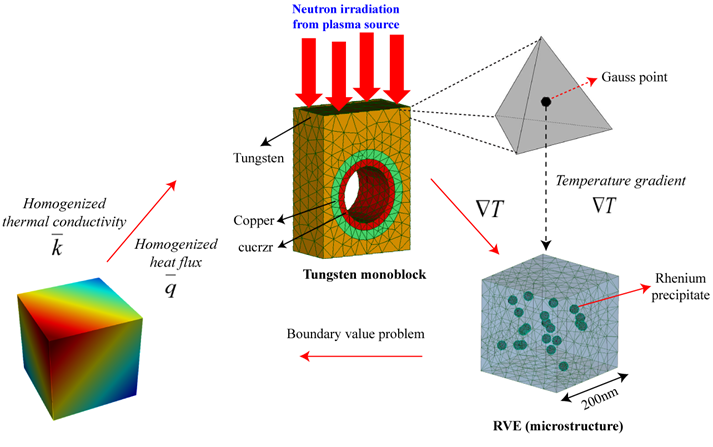 Neutron irradiation
from plasma source
Gauss point
Tungsten
Temperature gradient
∇T
Homogenized
thermal conductivity
k̅
Homogenized
heat flux
q̅
Copper
cucrzr
∇T
Tungsten monoblock
Rhenium
precipitate
Boundary value problem
200nm
RVE (microstructure)